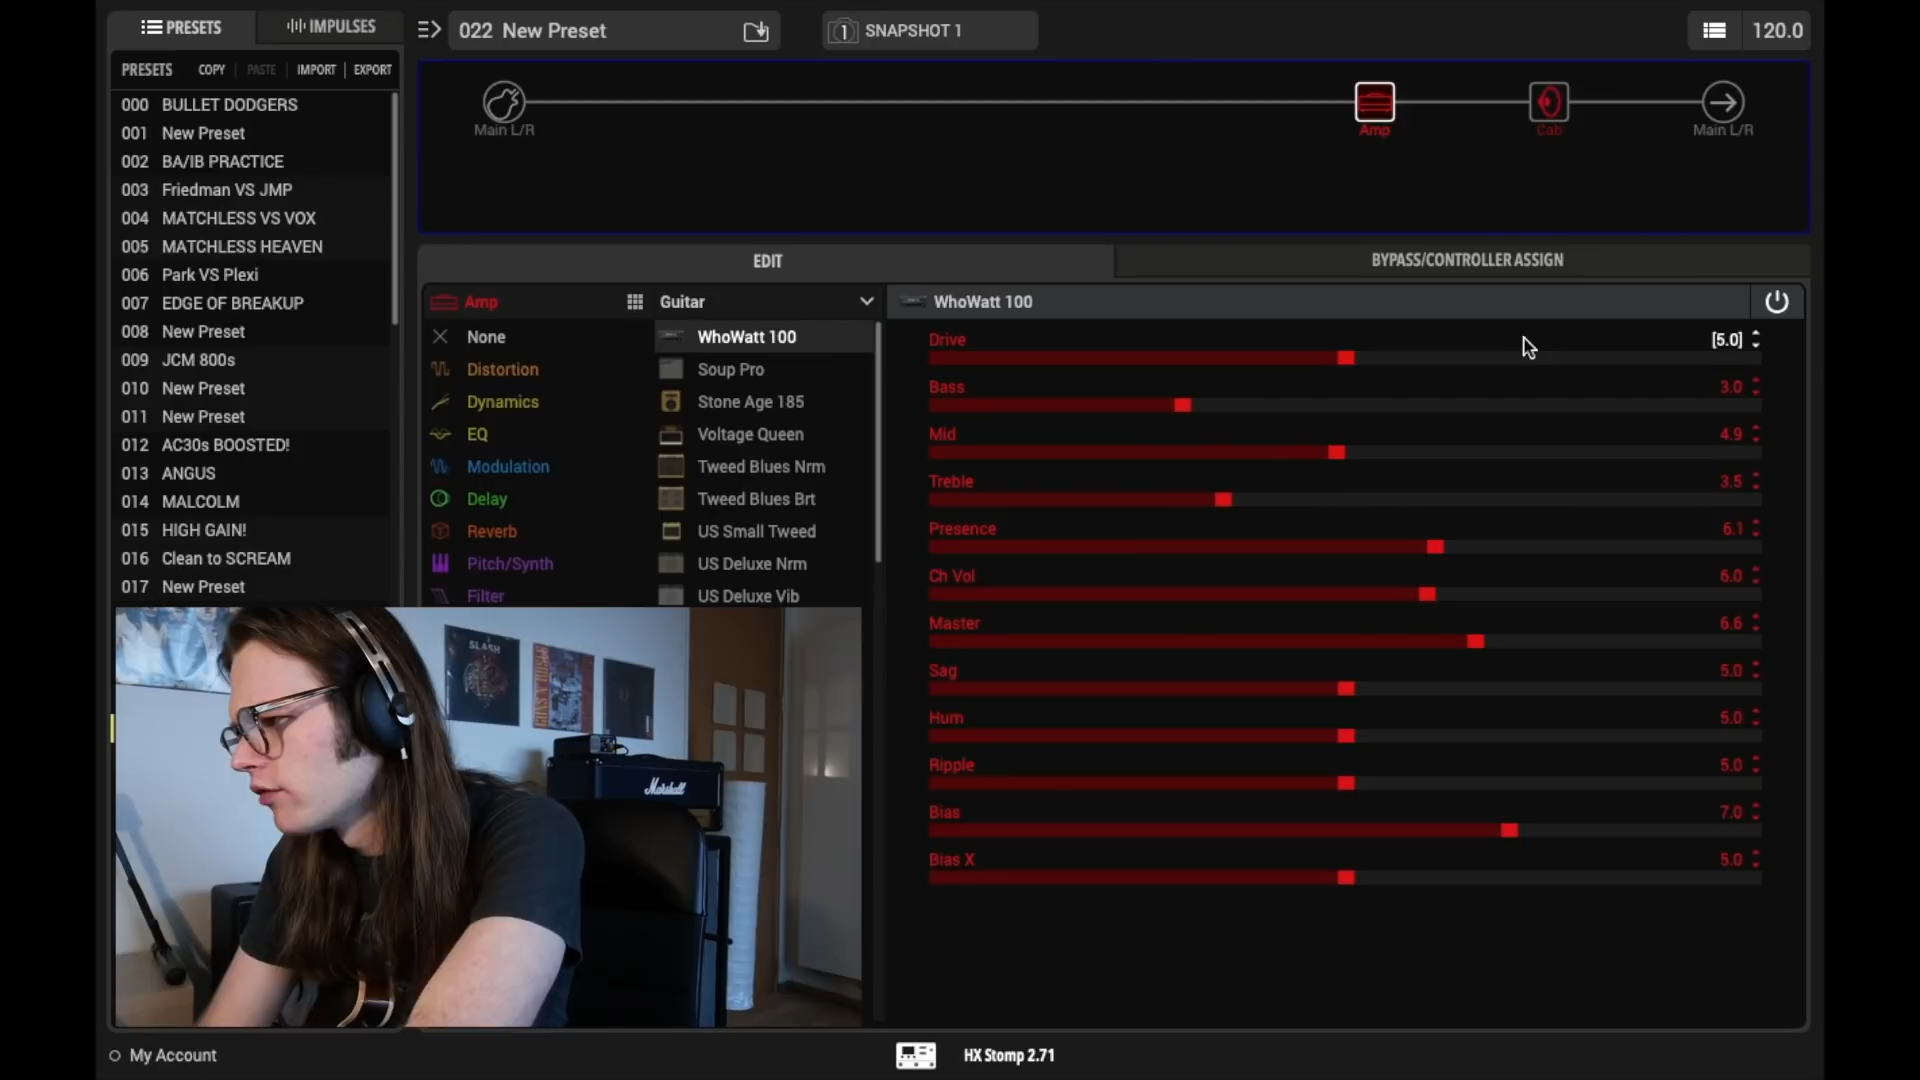 PRESETS
IMPULSES
022 New Preset
1 SNAPSHOT 1
120.0
PRESETS COPY | PASTE | IMPORT | EXPORT
000 BULLET DODGERS
001 New Preset
002 BA/IB PRACTICE
003 Friedman VS JMP
004 MATCHLESS VS VOX
005 MATCHLESS HEAVEN
006 Park VS Plexi
007 EDGE OF BREAKUP
008 New Preset
009 JCM 800s
010 New Preset
011 New Preset
012 AC30s BOOSTED!
013 ANGUS
014 MALCOLM
015 HIGH GAIN!
016 Clean to SCREAM
017 New Preset
Main L/R
Amp
Cab
Main L/R
EDIT
BYPASS/CONTROLLER ASSIGN
Amp
None
Distortion
Dynamics
EQ
Modulation
Delay
Reverb
Pitch/Synth
Filter
Guitar
WhoWatt 100
Soup Pro
Stone Age 185
Voltage Queen
Tweed Blues Nrm
Tweed Blues Brt
US Small Tweed
US Deluxe Nrm
US Deluxe Vib
WhoWatt 100
Drive [5.0]
Bass 3.0
Mid 4.9
Treble 3.5
Presence 6.1
Ch Vol 6.0
Master 6.6
Sag 5.0
Hum 5.0
Ripple 5.0
Bias 7.0
Bias X 5.0
SLASH
GUNS N' ROSES
Marshall
My Account
HX Stomp 2.71